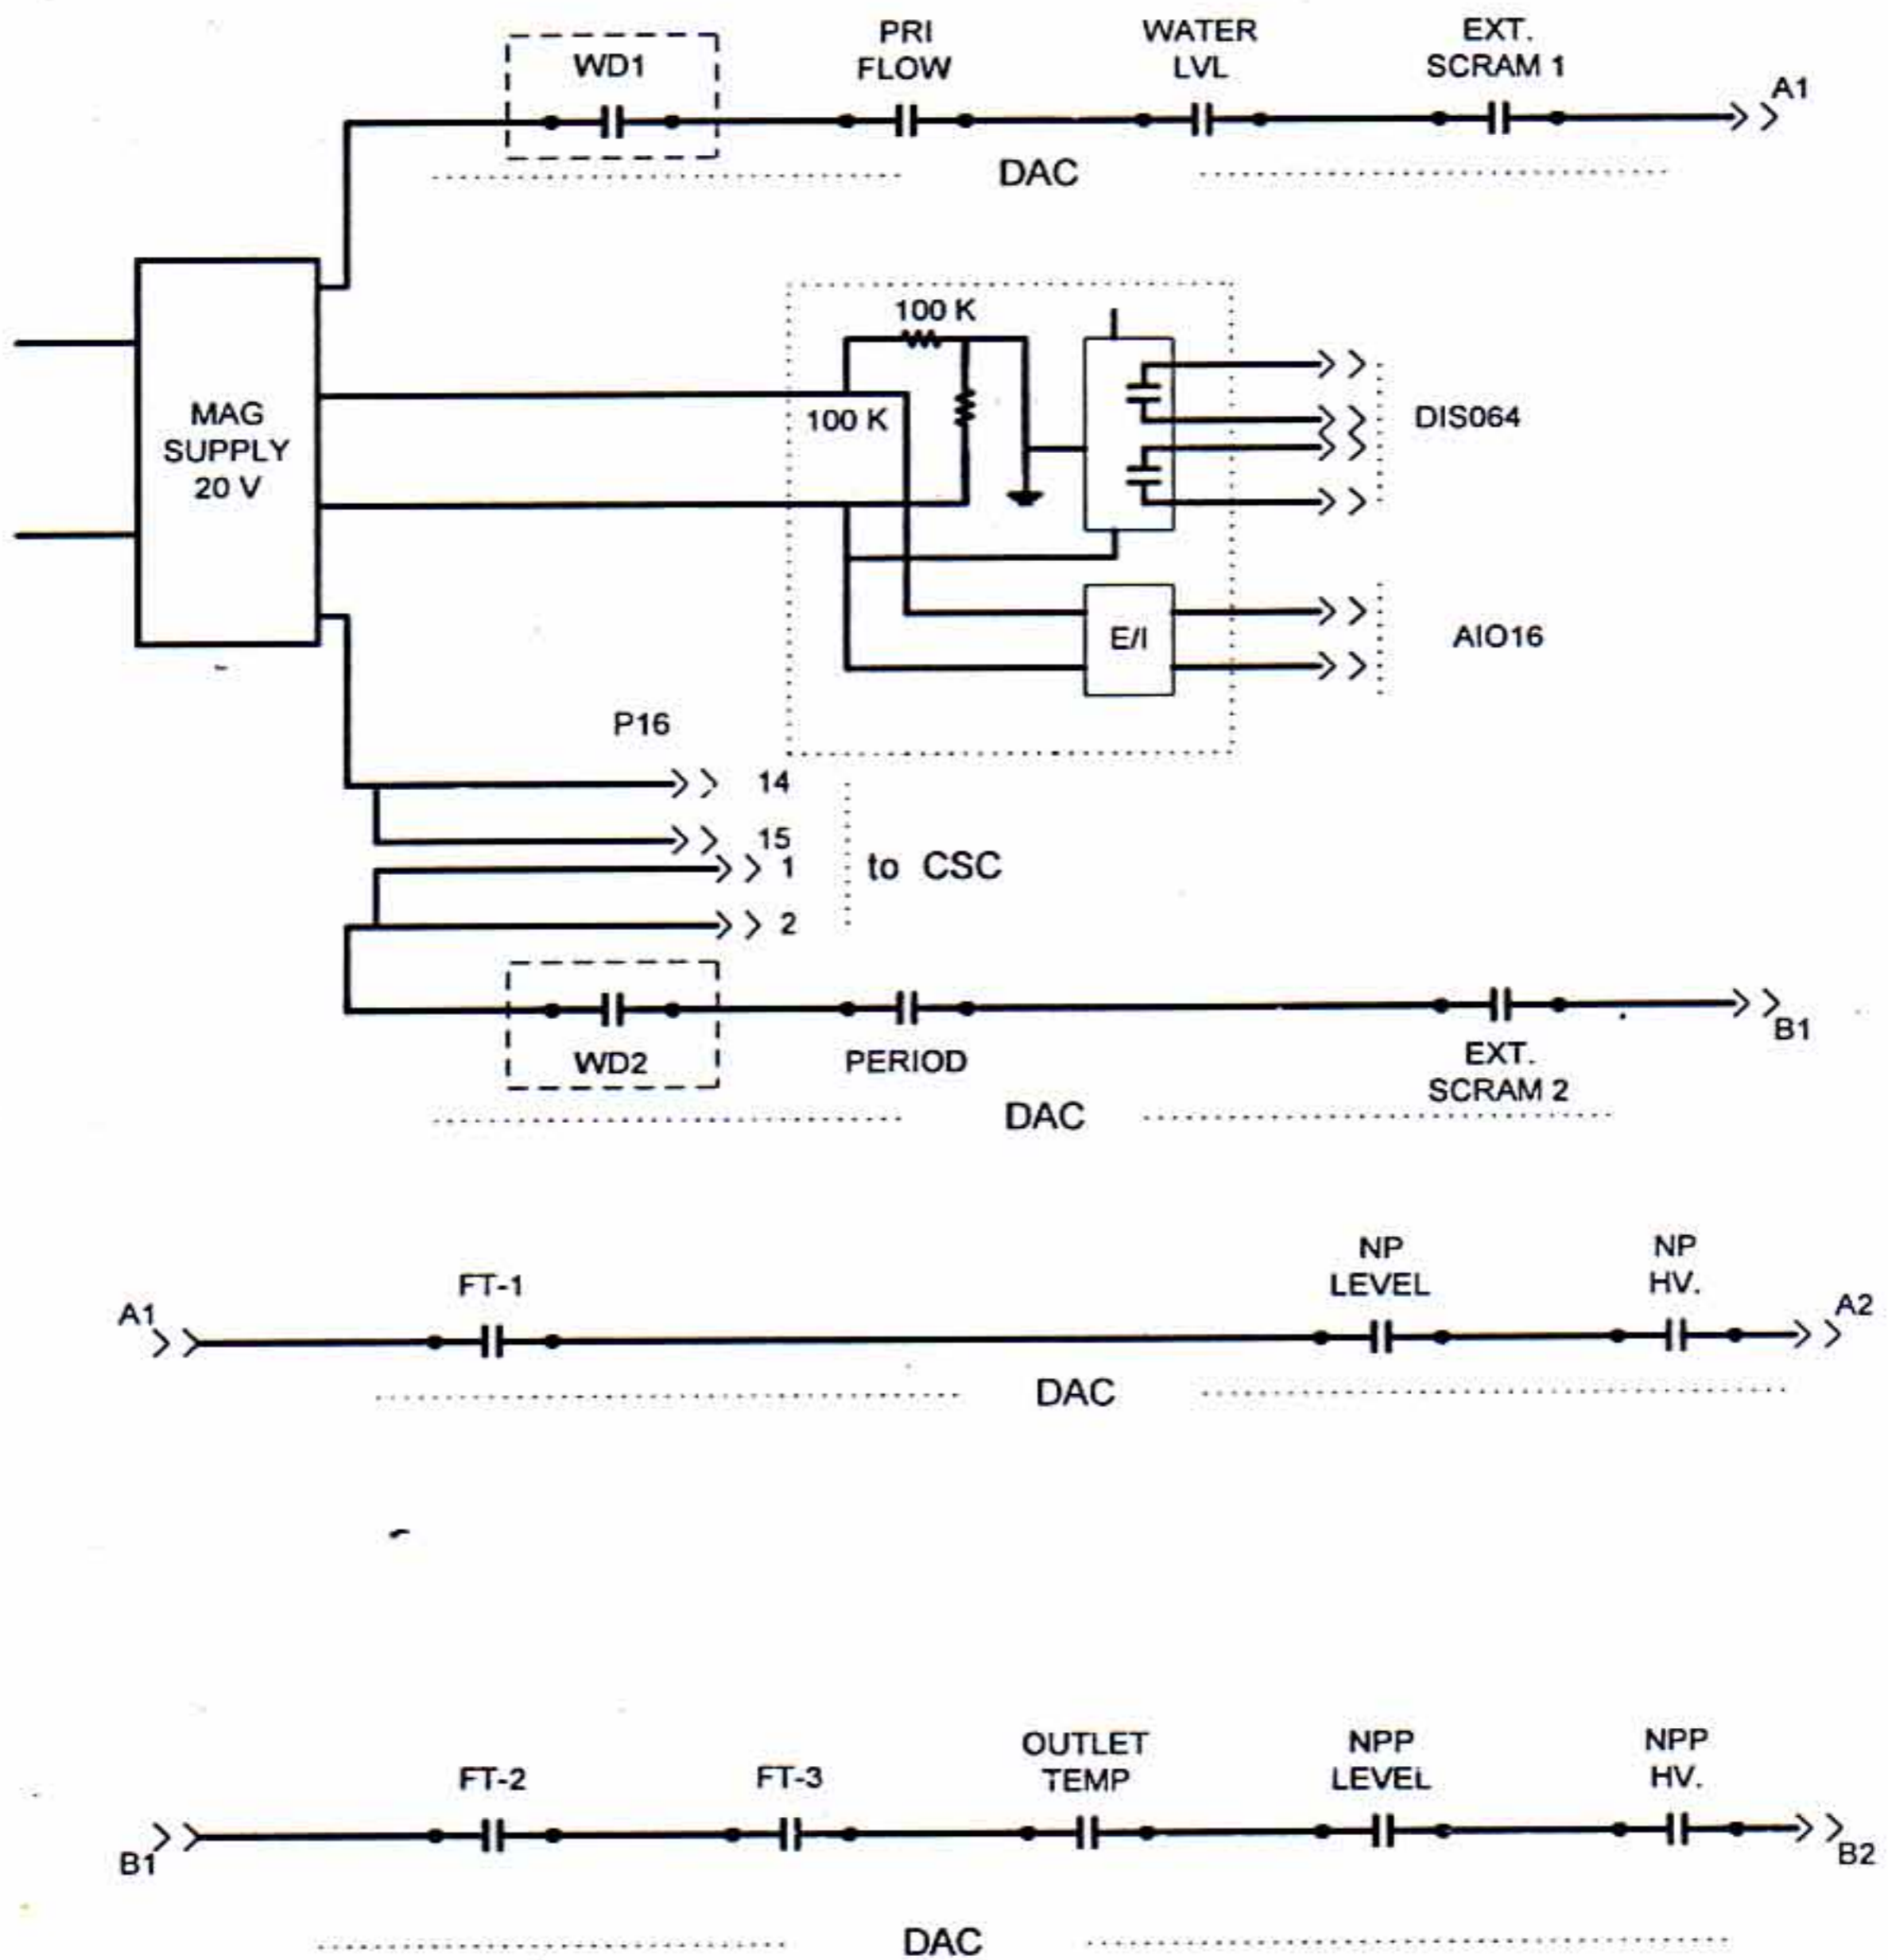 WD1
PRI
FLOW
WATER
LVL
EXT.
SCRAM 1
A1
DAC
MAG
SUPPLY
20 V
100 K
100 K
DIS064
E/I
AIO16
P16
14
15
1
2
to CSC
WD2
PERIOD
EXT.
SCRAM 2
B1
DAC
A1
FT-1
NP
LEVEL
NP
HV.
A2
DAC
B1
FT-2
FT-3
OUTLET
TEMP
NPP
LEVEL
NPP
HV.
B2
DAC